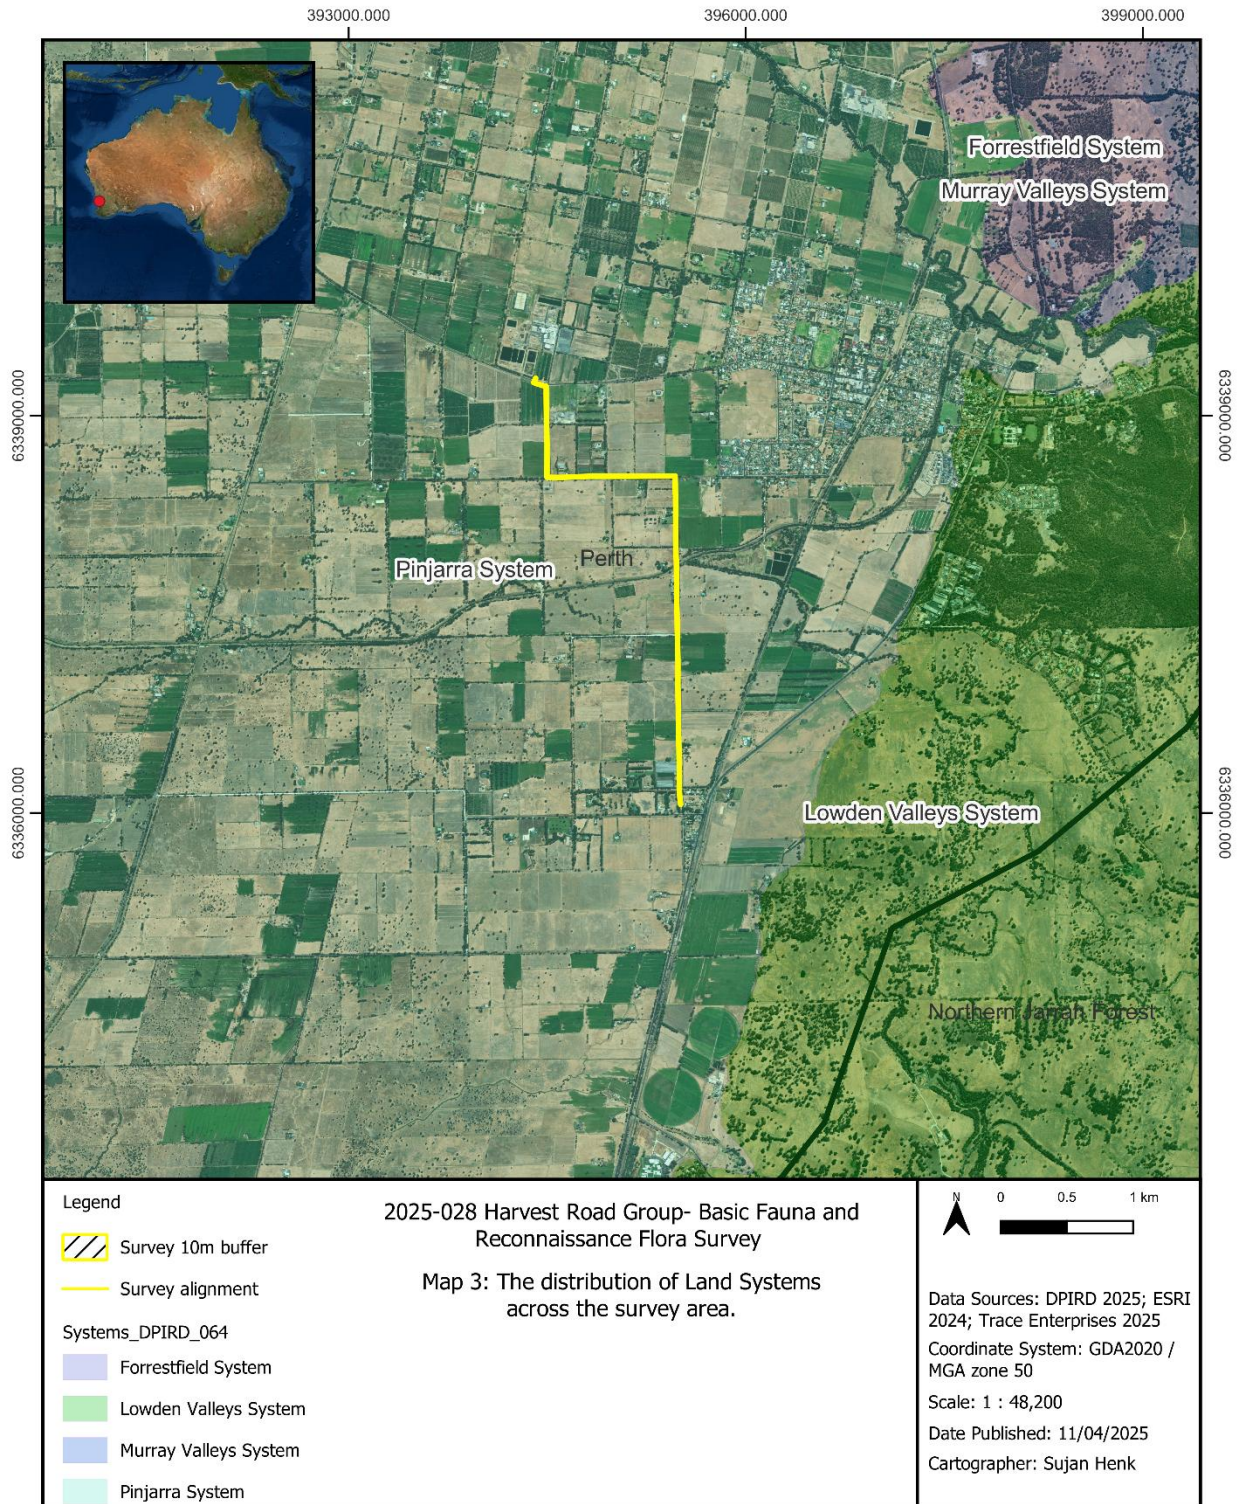 393000.000
396000.000
399000.000
Forrestfield System
Murray Valleys System
6339000.000
6339000.000
Pinjarra System
Perth
6336000.000
6336000.000
Lowden Valleys System
Northern Jarrah Forest
Legend
Survey 10m buffer
Survey alignment
Systems_DPIRD_064
Forrestfield System
Lowden Valleys System
Murray Valleys System
Pinjarra System
2025-028 Harvest Road Group- Basic Fauna and
Reconnaissance Flora Survey
Map 3: The distribution of Land Systems
across the survey area.
N
0 0.5 1 km
Data Sources: DPIRD 2025; ESRI
2024; Trace Enterprises 2025
Coordinate System: GDA2020 /
MGA zone 50
Scale: 1 : 48,200
Date Published: 11/04/2025
Cartographer: Sujan Henk